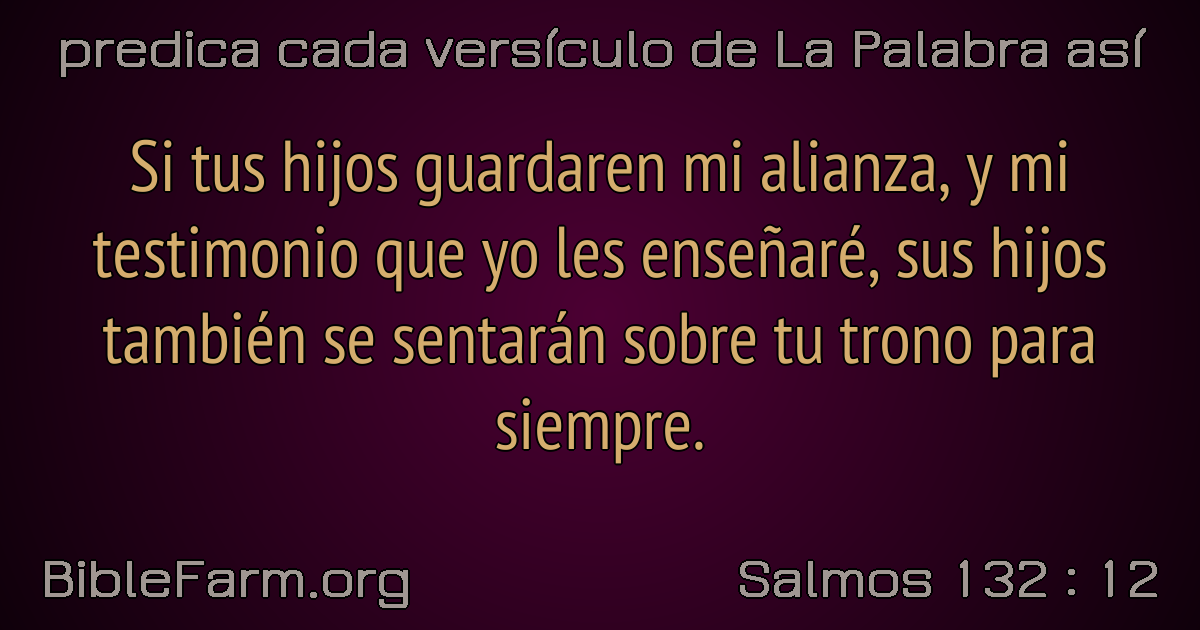 predica cada versículo de La Palabra así
Si tus hijos guardaren mi alianza, y mi
testimonio que yo les enseñaré, sus hijos
también se sentarán sobre tu trono para
siempre.
BibleFarm.org
Salmos 132 : 12